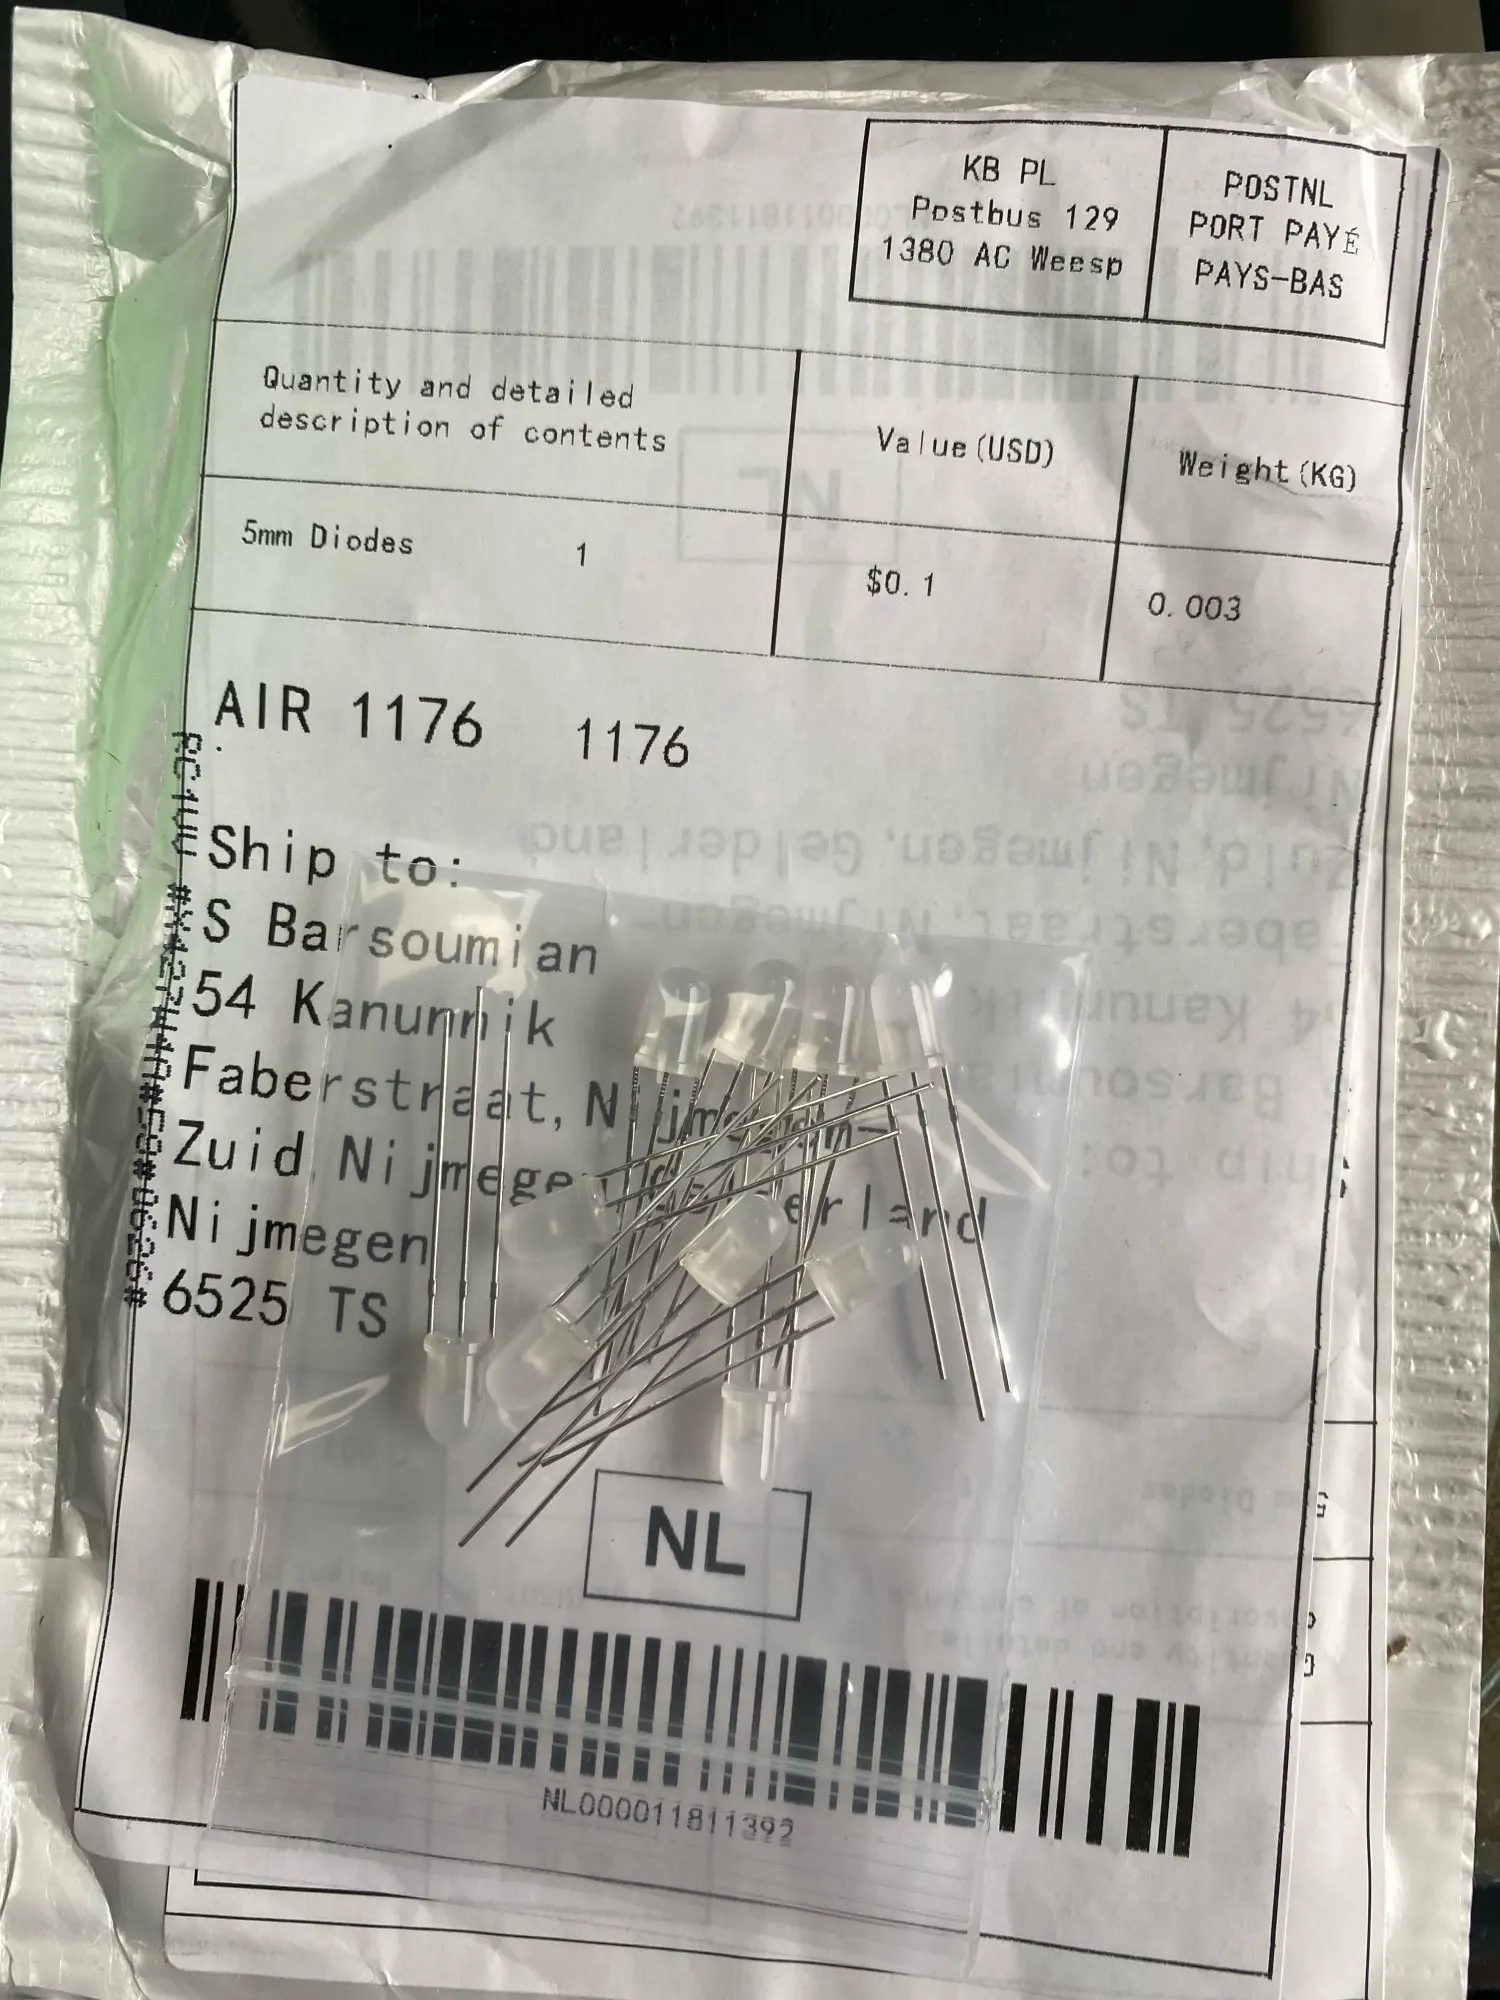 KB PL
Postbus 129
1380 AC Weesp
POSTNL
PORT PAYÉ
PAYS-BAS
Quantity and detailed
description of contents
Value(USD)
Weight(KG)
5mm Diodes 1
$0.1
0.003
AIR 1176 1176
Ship to:
S Barsoumian
54 Kanunnik
Faberstraat, Nijmegen-
Zuid, Nijmegen, Gelderland
Nijmegen
6525 TS
NL
NL000011811392